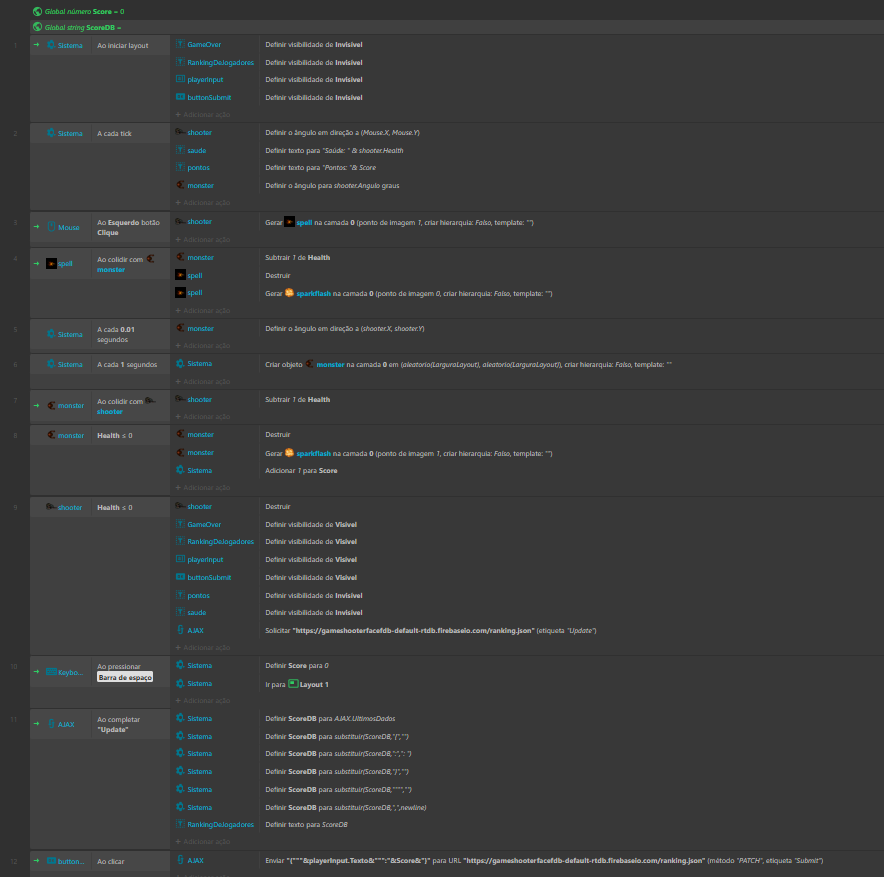 Global número Score = 0
Global string ScoreDB =
1
Sistema Ao iniciar layout GameOver Definir visibilidade de Invisível
RankingDeJogadores Definir visibilidade de Invisível
playerInput Definir visibilidade de Invisível
buttonSubmit Definir visibilidade de Invisível
+ Adicionar ação
2
Sistema A cada tick shooter Definir o ângulo em direção a (Mouse.X, Mouse.Y)
saude Definir texto para "Saúde: " & shooter.Health
pontos Definir texto para "Pontos: "& Score
monster Definir o ângulo para shooter.Angulo graus
+ Adicionar ação
3
Mouse Ao Esquerdo botão Clique shooter Gerar spell na camada 0 (ponto de imagem 1, criar hierarquia: Falso, template: "")
+ Adicionar ação
4
spell Ao colidir com monster monster Subtrair 1 de Health
spell Destruir
spell Gerar sparkflash na camada 0 (ponto de imagem 0, criar hierarquia: Falso, template: "")
+ Adicionar ação
5
Sistema A cada 0.01 segundos monster Definir o ângulo em direção a (shooter.X, shooter.Y)
+ Adicionar ação
6
Sistema A cada 1 segundos Sistema Criar objeto monster na camada 0 em (aleatorio(LarguraLayout), aleatorio(LarguraLayout)), criar hierarquia: Falso, template: ""
+ Adicionar ação
7
monster Ao colidir com shooter shooter Subtrair 1 de Health
+ Adicionar ação
8
monster Health ≤ 0 monster Destruir
monster Gerar sparkflash na camada 0 (ponto de imagem 1, criar hierarquia: Falso, template: "")
Sistema Adicionar 1 para Score
+ Adicionar ação
9
shooter Health ≤ 0 shooter Destruir
GameOver Definir visibilidade de Visível
RankingDeJogadores Definir visibilidade de Visível
playerInput Definir visibilidade de Visível
buttonSubmit Definir visibilidade de Visível
pontos Definir visibilidade de Invisível
saude Definir visibilidade de Invisível
AJAX Solicitar "https://gameshooterfacefdb-default-rtdb.firebaseio.com/ranking.json" (etiqueta "Update")
+ Adicionar ação
10
Keybo... Ao pressionar Barra de espaço Sistema Definir Score para 0
Sistema Ir para Layout 1
+ Adicionar ação
11
AJAX Ao completar "Update" Sistema Definir ScoreDB para AJAX.UltimosDados
Sistema Definir ScoreDB para substituir(ScoreDB,"{","")
Sistema Definir ScoreDB para substituir(ScoreDB,":",": ")
Sistema Definir ScoreDB para substituir(ScoreDB,"}","")
Sistema Definir ScoreDB para substituir(ScoreDB,"""","")
Sistema Definir ScoreDB para substituir(ScoreDB,",",newline)
RankingDeJogadores Definir texto para ScoreDB
+ Adicionar ação
12
button... Ao clicar AJAX Enviar "{"""&playerInput.Texto&""":"&Score&"}" para URL "https://gameshooterfacefdb-default-rtdb.firebaseio.com/ranking.json" (método "PATCH", etiqueta "Submit")